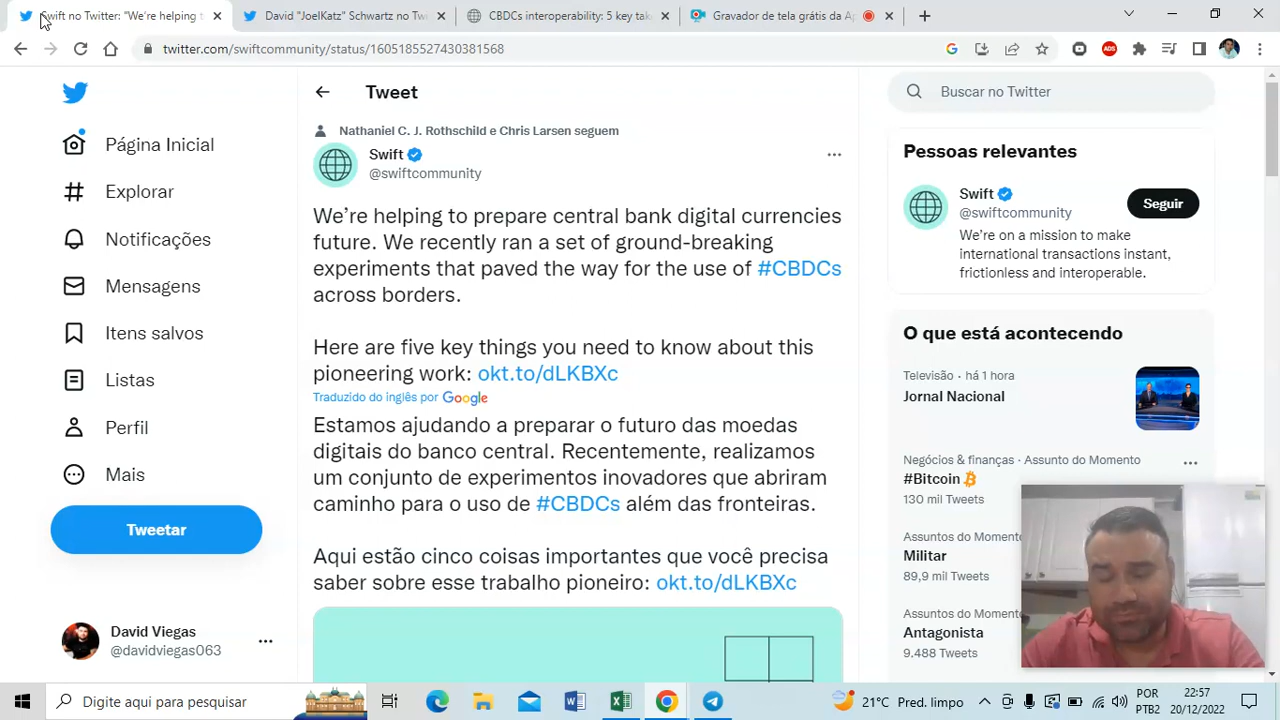 Swift no Twitter: "We're helping t
David "JoelKatz" Schwartz no Tw
CBDCs interoperability: 5 key tak
Gravador de tela grátis da Ap
twitter.com/swiftcommunity/status/1605185527430381568
Página Inicial
Explorar
Notificações
Mensagens
Itens salvos
Listas
Perfil
Mais
Tweetar
David Viegas
@davidviegas063
Tweet
Nathaniel C. J. Rothschild e Chris Larsen seguem
Swift
@swiftcommunity
We're helping to prepare central bank digital currencies
future. We recently ran a set of ground-breaking
experiments that paved the way for the use of #CBDCs
across borders.
Here are five key things you need to know about this
pioneering work: okt.to/dLKBXc
Traduzido do inglês por Google
Estamos ajudando a preparar o futuro das moedas
digitais do banco central. Recentemente, realizamos
um conjunto de experimentos inovadores que abriram
caminho para o uso de #CBDCs além das fronteiras.
Aqui estão cinco coisas importantes que você precisa
saber sobre esse trabalho pioneiro: okt.to/dLKBXc
Buscar no Twitter
Pessoas relevantes
Swift
@swiftcommunity
Seguir
We're on a mission to make
international transactions instant,
frictionless and interoperable.
O que está acontecendo
Televisão · há 1 hora
Jornal Nacional
Negócios & finanças · Assunto do Momento
#Bitcoin
130 mil Tweets
Assuntos do Momento
Militar
89,9 mil Tweets
Assuntos do Momento
Antagonista
9.488 Tweets
Digite aqui para pesquisar
21°C Pred. limpo
POR
PTB2
22:57
20/12/2022